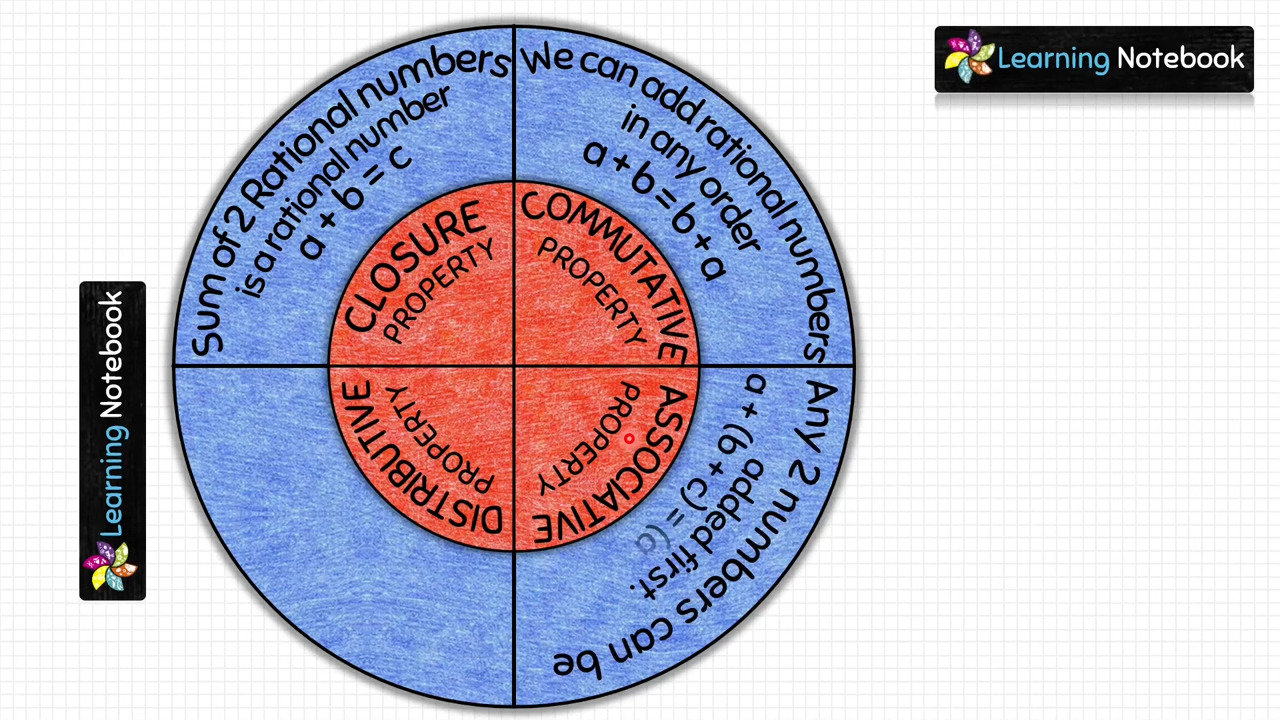 Sum of 2 Rational numbers
is a rational number
a + b = c
CLOSURE
PROPERTY
We can add rational numbers
in any order
a + b = b + a
COMMUTATIVE
PROPERTY
Any 2 numbers can be
added first.
a + (b + c) = (a
ASSOCIATIVE
PROPERTY
DISTRIBUTIVE
PROPERTY
Learning Notebook
Learning Notebook